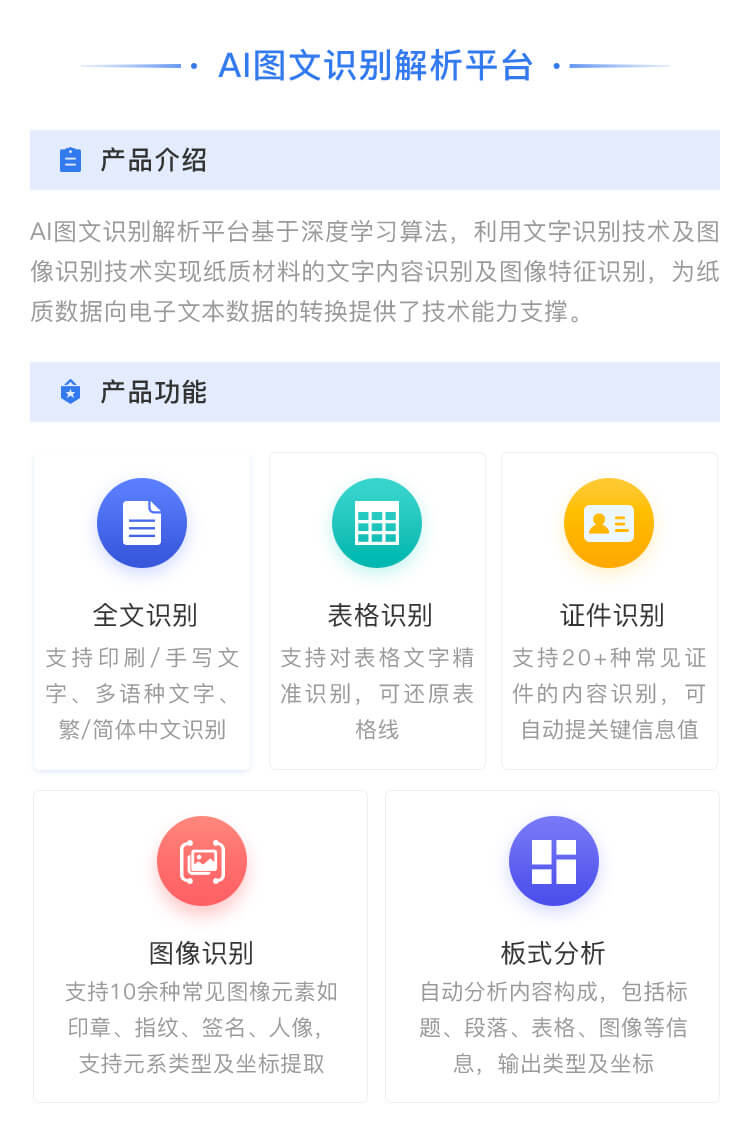 AI图文识别解析平台
产品介绍
AI图文识别解析平台基于深度学习算法，利用文字识别技术及图
像识别技术实现纸质材料的文字内容识别及图像特征识别，为纸
质数据向电子文本数据的转换提供了技术能力支撑。
产品功能
全文识别
支持印刷/手写文
字、多语种文字、
繁/简体中文识别
表格识别
支持对表格文字精
准识别，可还原表
格线
证件识别
支持20+种常见证
件的内容识别，可
自动提关键信息值
图像识别
支持10余种常见图橡元素如
印章、指纹、签名、人像，
支持元系类型及坐标提取
板式分析
自动分析内容构成，包括标
题、段落、表格、图像等信
息，输出类型及坐标